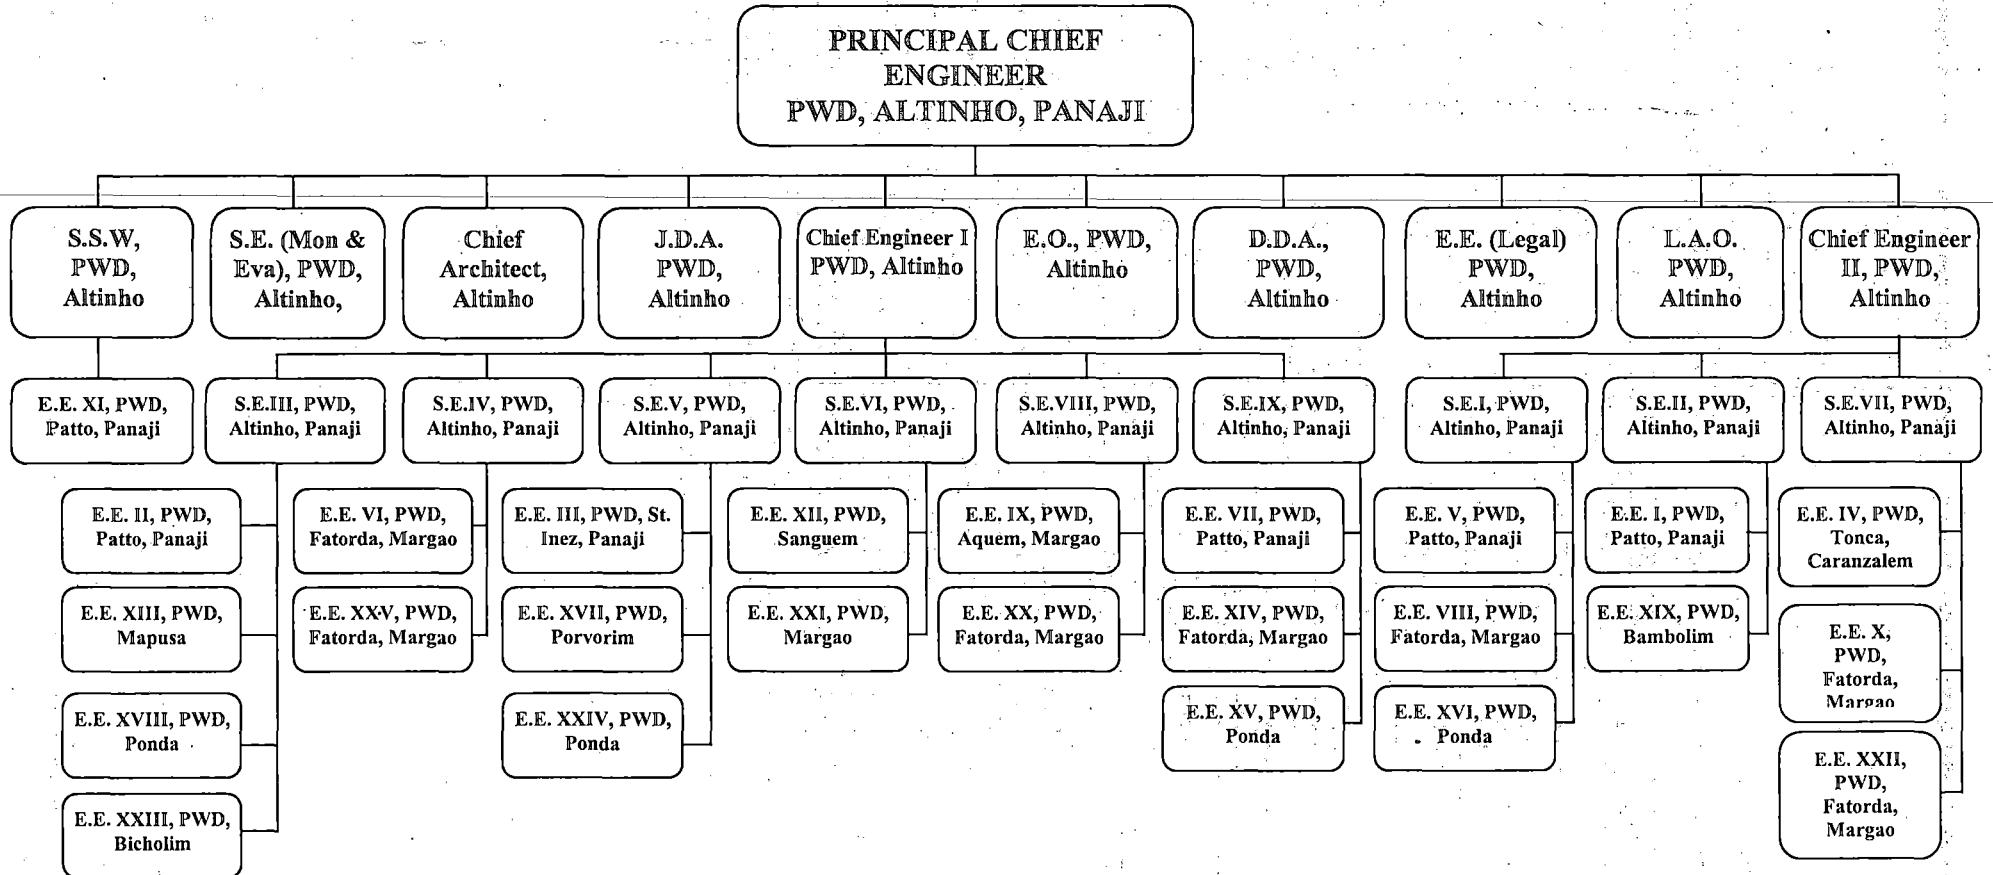 PRINCIPAL CHIEF
ENGINEER
PWD, ALTINHO, PANAJI
S.S.W,
PWD,
Altinho
S.E. (Mon &
Eva), PWD,
Altinho,
Chief
Architect,
Altinho
J.D.A.
PWD,
Altinho
Chief Engineer I
PWD, Altinho
E.O., PWD,
Altinho
D.D.A.,
PWD,
Altinho
E.E. (Legal)
PWD,
Altinho
L.A.O.
PWD,
Altinho
Chief Engineer
II, PWD,
Altinho
E.E. XI, PWD,
Patto, Panaji
S.E.III, PWD,
Altinho, Panaji
S.E.IV, PWD,
Altinho, Panaji
S.E.V, PWD,
Altinho, Panaji
S.E.VI, PWD,
Altinho, Panaji
S.E.VIII, PWD,
Altinho, Panaji
S.E.IX, PWD,
Altinho, Panaji
S.E.I, PWD,
Altinho, Panaji
S.E.II, PWD,
Altinho, Panaji
S.E.VII, PWD,
Altinho, Panaji
E.E. II, PWD,
Patto, Panaji
E.E. VI, PWD,
Fatorda, Margao
E.E. III, PWD, St.
Inez, Panaji
E.E. XII, PWD,
Sanguem
E.E. IX, PWD,
Aquem, Margao
E.E. VII, PWD,
Patto, Panaji
E.E. V, PWD,
Patto, Panaji
E.E. I, PWD,
Patto, Panaji
E.E. IV, PWD,
Tonca,
Caranzalem
E.E. XIII, PWD,
Mapusa
E.E. XXV, PWD,
Fatorda, Margao
E.E. XVII, PWD,
Porvorim
E.E. XXI, PWD,
Margao
E.E. XX, PWD,
Fatorda, Margao
E.E. XIV, PWD,
Fatorda, Margao
E.E. VIII, PWD,
Fatorda, Margao
E.E. XIX, PWD,
Bambolim
E.E. X,
PWD,
Fatorda,
Margao
E.E. XVIII, PWD,
Ponda
E.E. XXIV, PWD,
Ponda
E.E. XV, PWD,
Ponda
E.E. XVI, PWD,
Ponda
E.E. XXII,
PWD,
Fatorda,
Margao
E.E. XXIII, PWD,
Bicholim